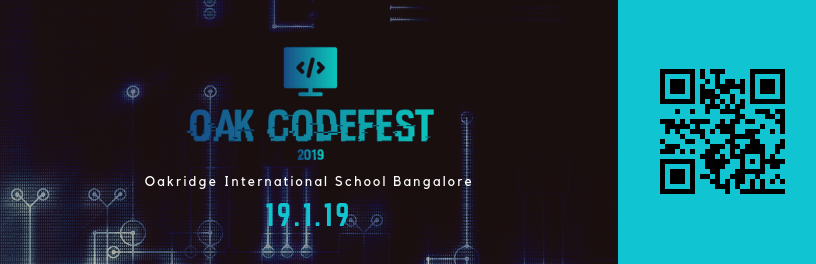 </>
OAK CODEFEST
2019
Oakridge International School Bangalore
19.1.19